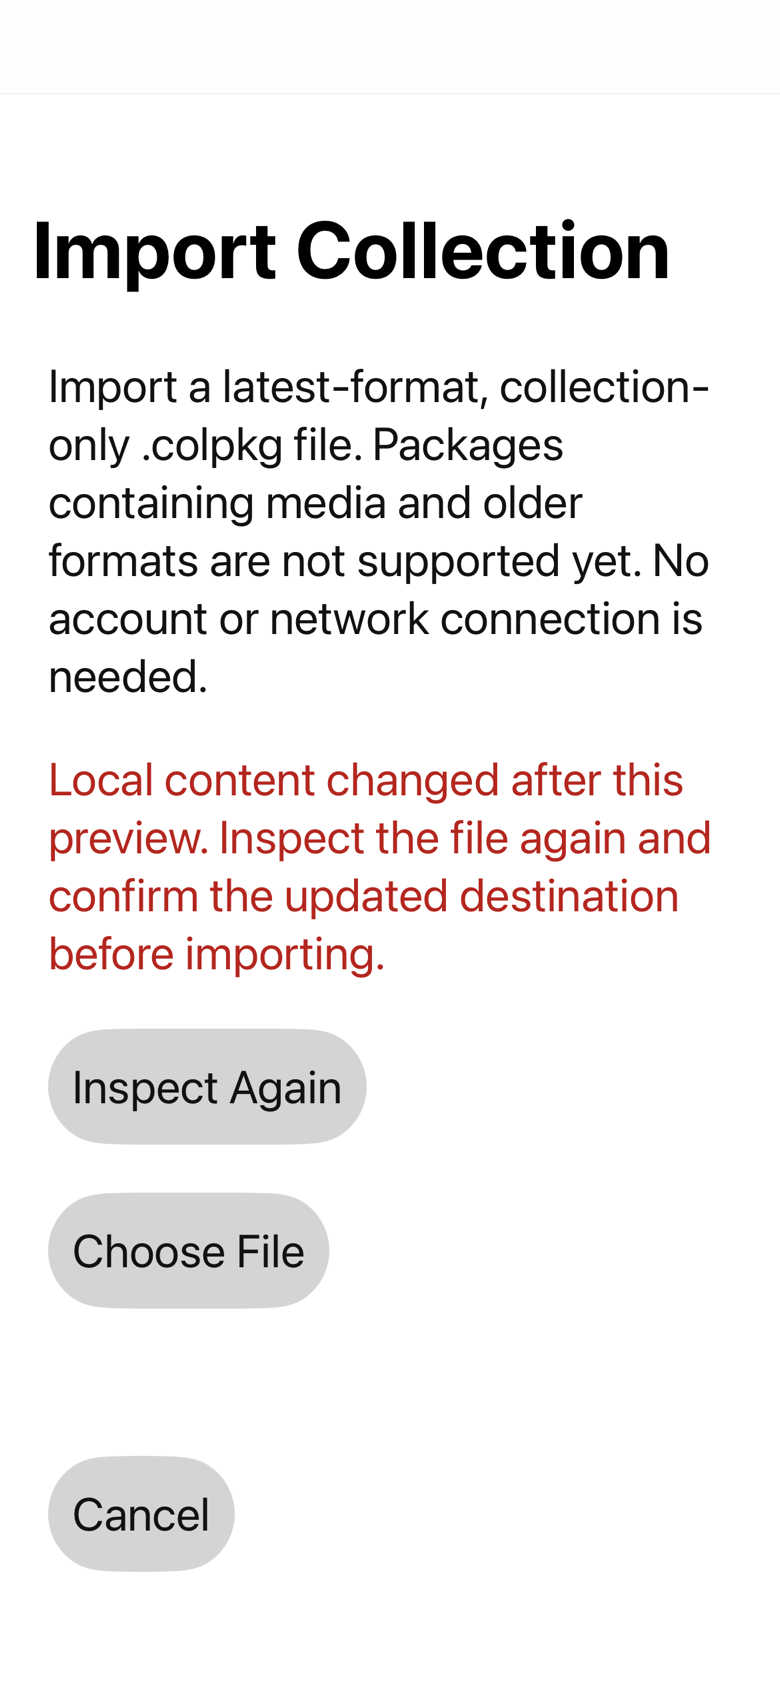 Import Collection
Import a latest-format, collection-
only .colpkg file. Packages
containing media and older
formats are not supported yet. No
account or network connection is
needed.
Local content changed after this
preview. Inspect the file again and
confirm the updated destination
before importing.
Inspect Again
Choose File
Cancel